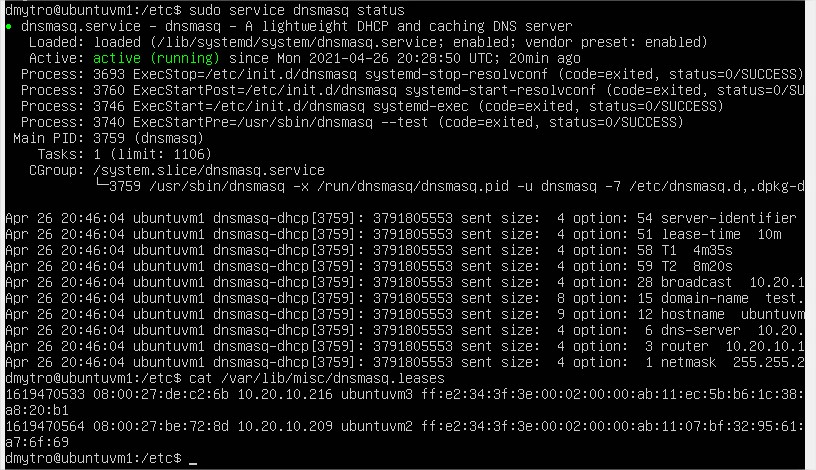 dmytro@ubuntuvm1:/etc$ sudo service dnsmasq status
● dnsmasq.service - dnsmasq - A lightweight DHCP and caching DNS server
   Loaded: loaded (/lib/systemd/system/dnsmasq.service; enabled; vendor preset: enabled)
   Active: active (running) since Mon 2021-04-26 20:28:50 UTC; 20min ago
  Process: 3693 ExecStop=/etc/init.d/dnsmasq systemd-stop-resolvconf (code=exited, status=0/SUCCESS)
  Process: 3760 ExecStartPost=/etc/init.d/dnsmasq systemd-start-resolvconf (code=exited, status=0/SU
  Process: 3746 ExecStart=/etc/init.d/dnsmasq systemd-exec (code=exited, status=0/SUCCESS)
  Process: 3740 ExecStartPre=/usr/sbin/dnsmasq --test (code=exited, status=0/SUCCESS)
 Main PID: 3759 (dnsmasq)
    Tasks: 1 (limit: 1106)
   CGroup: /system.slice/dnsmasq.service
           └─3759 /usr/sbin/dnsmasq -x /run/dnsmasq/dnsmasq.pid -u dnsmasq -7 /etc/dnsmasq.d,.dpkg-d
Apr 26 20:46:04 ubuntuvm1 dnsmasq-dhcp[3759]: 3791805553 sent size:  4 option: 54 server-identifier
Apr 26 20:46:04 ubuntuvm1 dnsmasq-dhcp[3759]: 3791805553 sent size:  4 option: 51 lease-time  10m
Apr 26 20:46:04 ubuntuvm1 dnsmasq-dhcp[3759]: 3791805553 sent size:  4 option: 58 T1  4m35s
Apr 26 20:46:04 ubuntuvm1 dnsmasq-dhcp[3759]: 3791805553 sent size:  4 option: 59 T2  8m20s
Apr 26 20:46:04 ubuntuvm1 dnsmasq-dhcp[3759]: 3791805553 sent size:  4 option: 28 broadcast  10.20.1
Apr 26 20:46:04 ubuntuvm1 dnsmasq-dhcp[3759]: 3791805553 sent size:  8 option: 15 domain-name  test.
Apr 26 20:46:04 ubuntuvm1 dnsmasq-dhcp[3759]: 3791805553 sent size:  9 option: 12 hostname  ubuntuvm
Apr 26 20:46:04 ubuntuvm1 dnsmasq-dhcp[3759]: 3791805553 sent size:  4 option:  6 dns-server  10.20.
Apr 26 20:46:04 ubuntuvm1 dnsmasq-dhcp[3759]: 3791805553 sent size:  4 option:  3 router  10.20.10.1
Apr 26 20:46:04 ubuntuvm1 dnsmasq-dhcp[3759]: 3791805553 sent size:  4 option:  1 netmask  255.255.2
dmytro@ubuntuvm1:/etc$ cat /var/lib/misc/dnsmasq.leases
1619470533 08:00:27:de:c2:6b 10.20.10.216 ubuntuvm3 ff:e2:34:3f:3e:00:02:00:00:ab:11:ec:5b:b6:1c:38:
a8:20:b1
1619470564 08:00:27:be:72:8d 10.20.10.209 ubuntuvm2 ff:e2:34:3f:3e:00:02:00:00:ab:11:07:bf:32:95:61:
a7:6f:69
dmytro@ubuntuvm1:/etc$ _